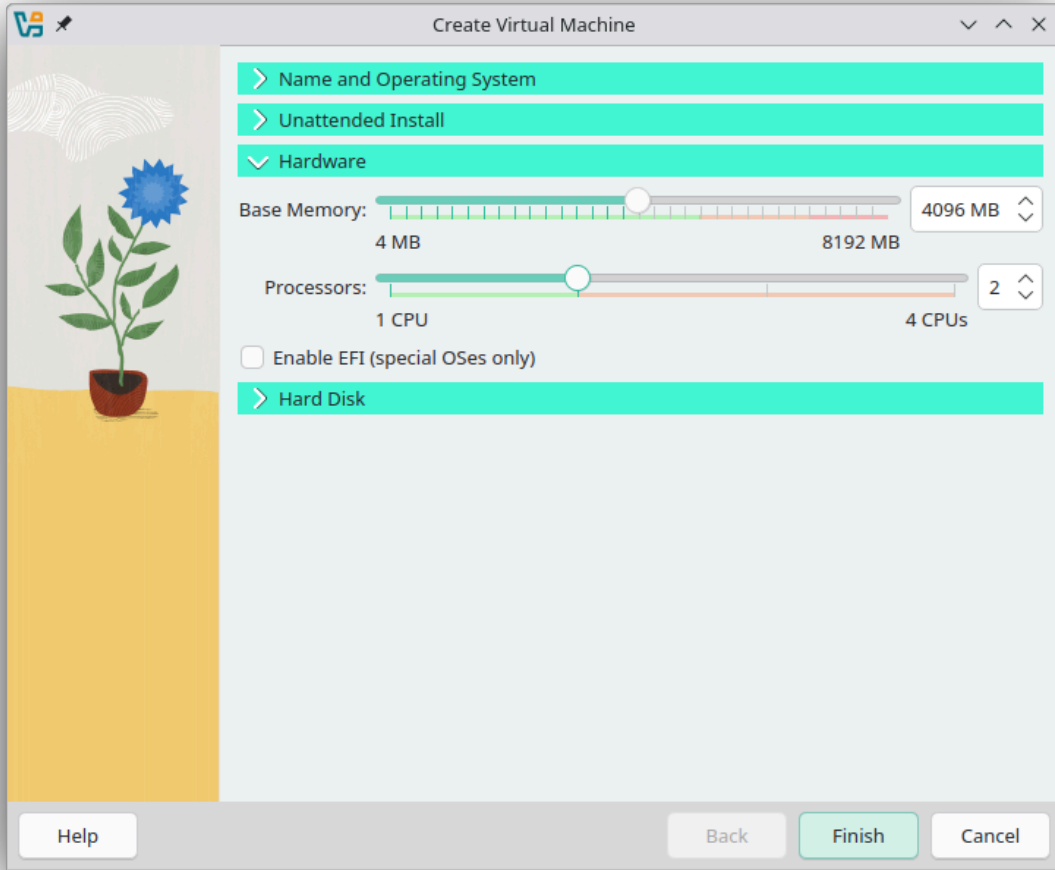 Create Virtual Machine
Name and Operating System
Unattended Install
Hardware
Base Memory: 4096 MB
4 MB 8192 MB
Processors: 2
1 CPU 4 CPUs
Enable EFI (special OSes only)
Hard Disk
Help Back Finish Cancel